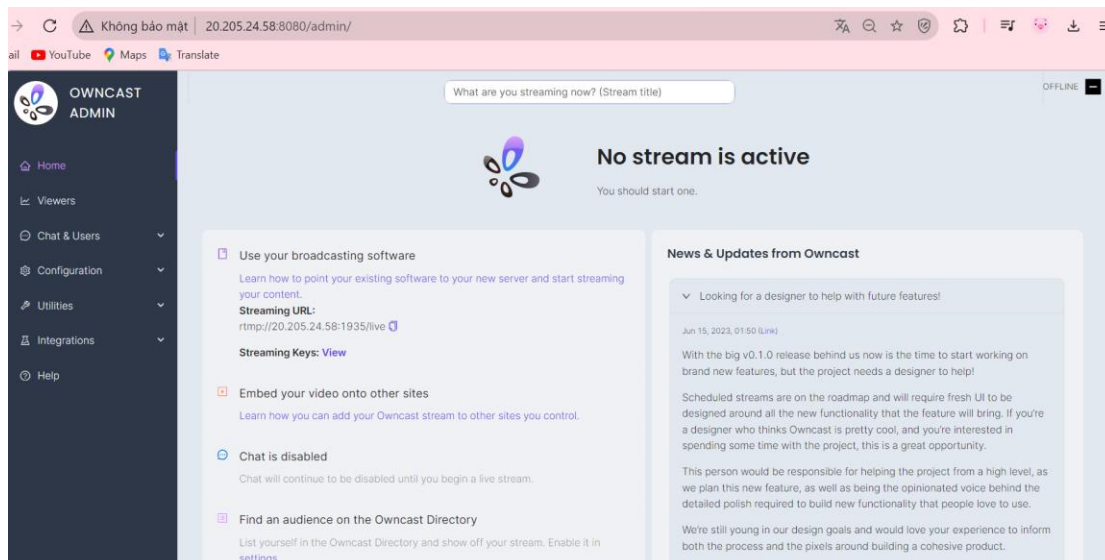 Không bảo mật
20.205.24.58:8080/admin/
ail
YouTube
Maps
Translate
OWNCAST
ADMIN
What are you streaming now? (Stream title)
OFFLINE
Home
Viewers
Chat & Users
Configuration
Utilities
Integrations
Help
No stream is active
You should start one.
Use your broadcasting software
Learn how to point your existing software to your new server and start streaming
your content.
Streaming URL:
rtmp://20.205.24.58:1935/live
Streaming Keys: View
Embed your video onto other sites
Learn how you can add your Owncast stream to other sites you control.
Chat is disabled
Chat will continue to be disabled until you begin a live stream.
Find an audience on the Owncast Directory
List yourself in the Owncast Directory and show off your stream. Enable it in
settings.
News & Updates from Owncast
Looking for a designer to help with future features!
Jun 15, 2023, 01:50 (Link)
With the big v0.1.0 release behind us now is the time to start working on
brand new features, but the project needs a designer to help!
Scheduled streams are on the roadmap and will require fresh UI to be
designed around all the new functionality that the feature will bring. If you're
a designer who thinks Owncast is pretty cool, and you're interested in
spending some time with the project, this is a great opportunity.
This person would be responsible for helping the project from a high level, as
we plan this new feature, as well as being the opinionated voice behind the
detailed polish required to build new functionality that people love to use.
We're still young in our design goals and would love your experience to inform
both the process and the pixels around building a cohesive product.